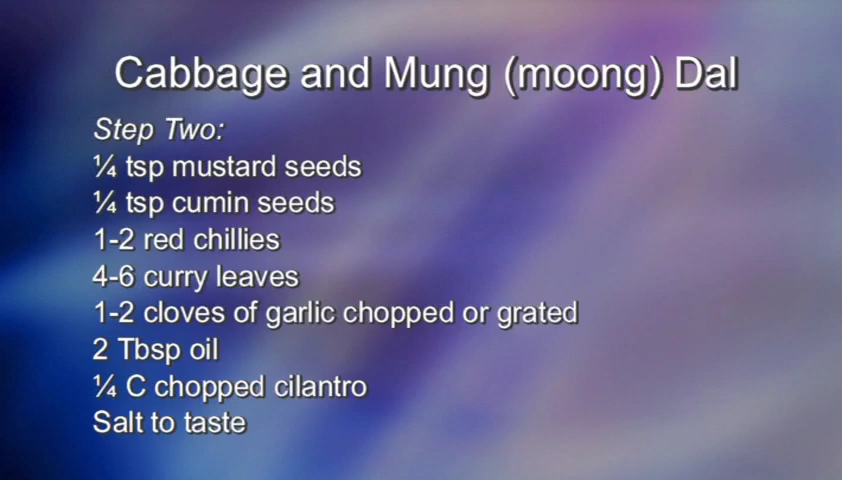 Cabbage and Mung (moong) Dal
Step Two:
¼ tsp mustard seeds
¼ tsp cumin seeds
1-2 red chillies
4-6 curry leaves
1-2 cloves of garlic chopped or grated
2 Tbsp oil
¼ C chopped cilantro
Salt to taste